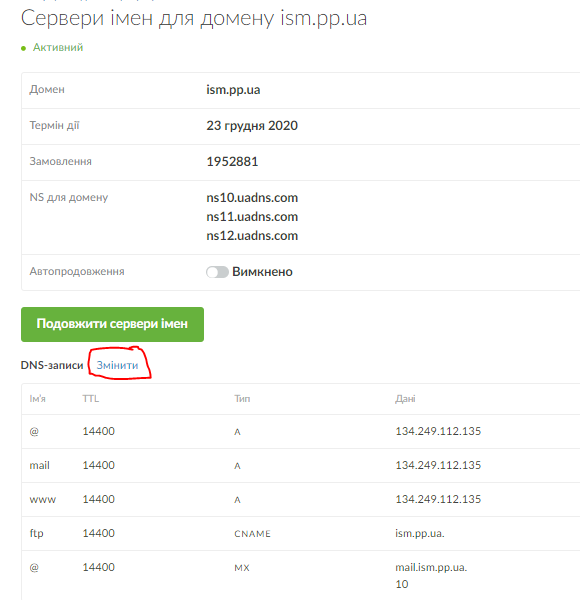 Сервери імен для домену ism.pp.ua
Активний
Домен ism.pp.ua
Термін дії 23 грудня 2020
Замовлення 1952881
NS для домену ns10.uadns.com
ns11.uadns.com
ns12.uadns.com
Автопродовження Вимкнено
Подовжити сервери імен
DNS-записи Змінити
Ім'я TTL Тип Дані
@ 14400 A 134.249.112.135
mail 14400 A 134.249.112.135
www 14400 A 134.249.112.135
ftp 14400 CNAME ism.pp.ua.
@ 14400 MX mail.ism.pp.ua.
10